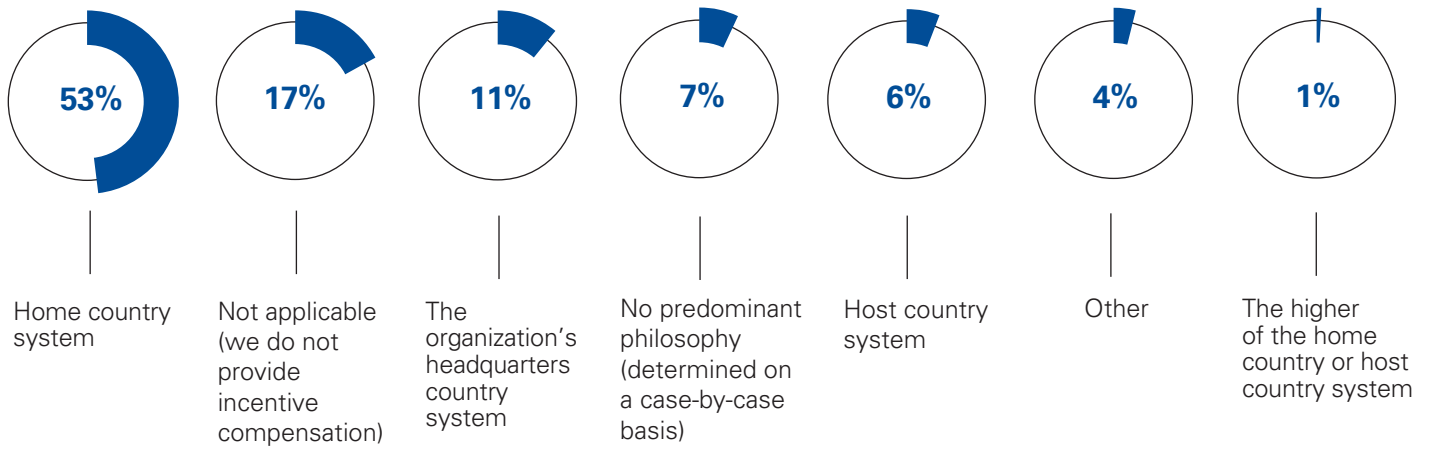 53%
17%
11%
7%
6%
4%
1%
Home country
system
Not applicable
(we do not
provide
incentive
compensation)
The
organization’s
headquarters
country
system
No predominant
philosophy
(determined on
a case-by-case
basis)
Host country
system
Other
The higher
of the home
country or host
country system